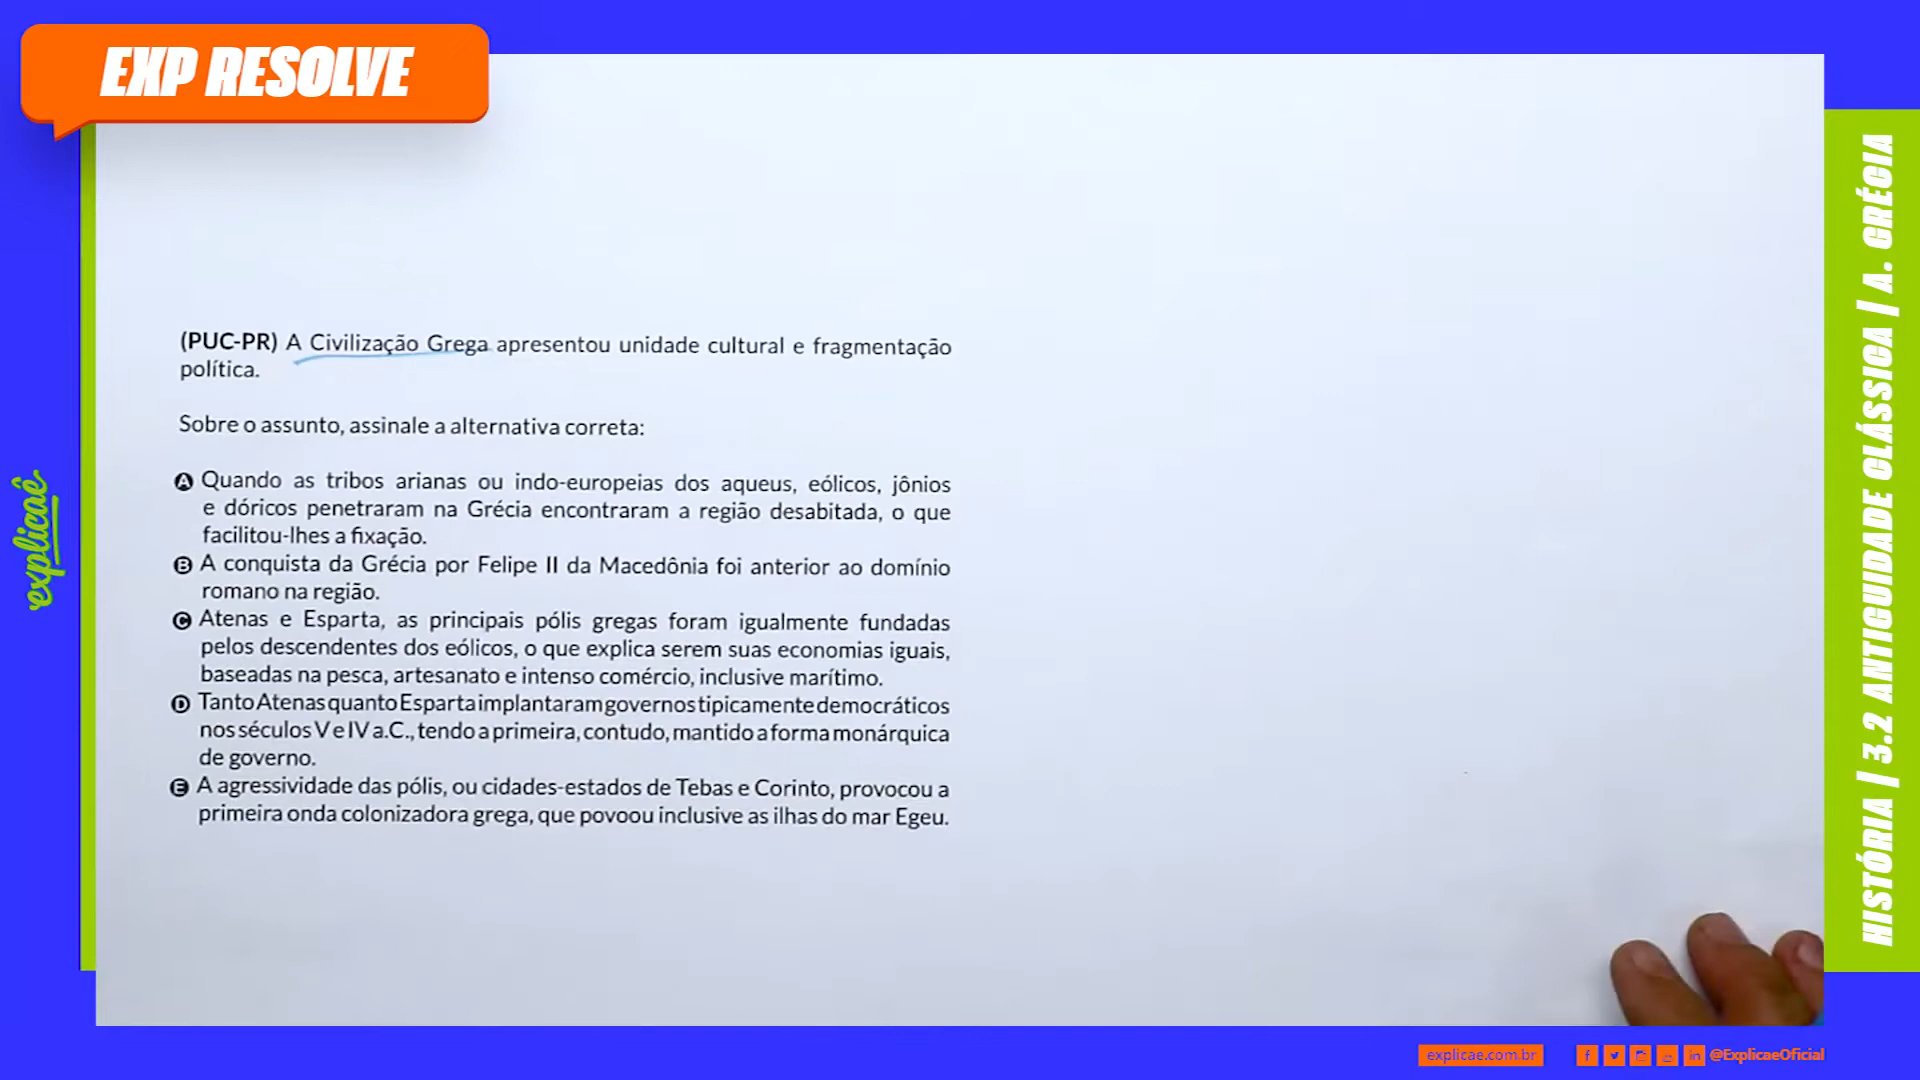 EXP RESOLVE
(PUC-PR) A Civilização Grega apresentou unidade cultural e fragmentação
política.
Sobre o assunto, assinale a alternativa correta:
A Quando as tribos arianas ou indo-europeias dos aqueus, eólicos, jônios
e dóricos penetraram na Grécia encontraram a região desabitada, o que
facilitou-lhes a fixação.
B A conquista da Grécia por Felipe II da Macedônia foi anterior ao domínio
romano na região.
C Atenas e Esparta, as principais pólis gregas foram igualmente fundadas
pelos descendentes dos eólicos, o que explica serem suas economias iguais,
baseadas na pesca, artesanato e intenso comércio, inclusive marítimo.
D Tanto Atenas quanto Esparta implantaram governos tipicamente democráticos
nos séculos V e IV a.C., tendo a primeira, contudo, mantido a forma monárquica
de governo.
E A agressividade das pólis, ou cidades-estados de Tebas e Corinto, provocou a
primeira onda colonizadora grega, que povoou inclusive as ilhas do mar Egeu.
explicaê
HISTÓRIA | 3.2 ANTIGUIDADE CLÁSSICA | A. GRÉCIA
explicae.com.br
@ExplicaeOficial